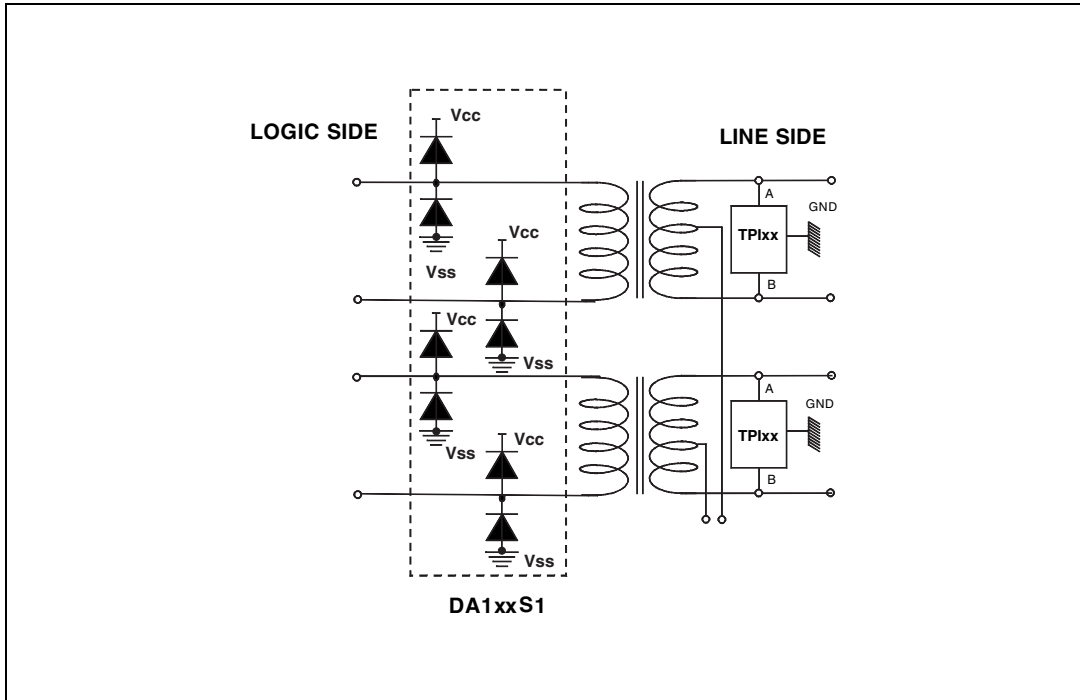 Vcc
LOGIC SIDE
LINE SIDE
A
GND
TPIxx
Vcc
Vss
B
Vcc
Vss
A
GND
TPIxx
Vcc
Vss
B
Vss
DA1xxS1